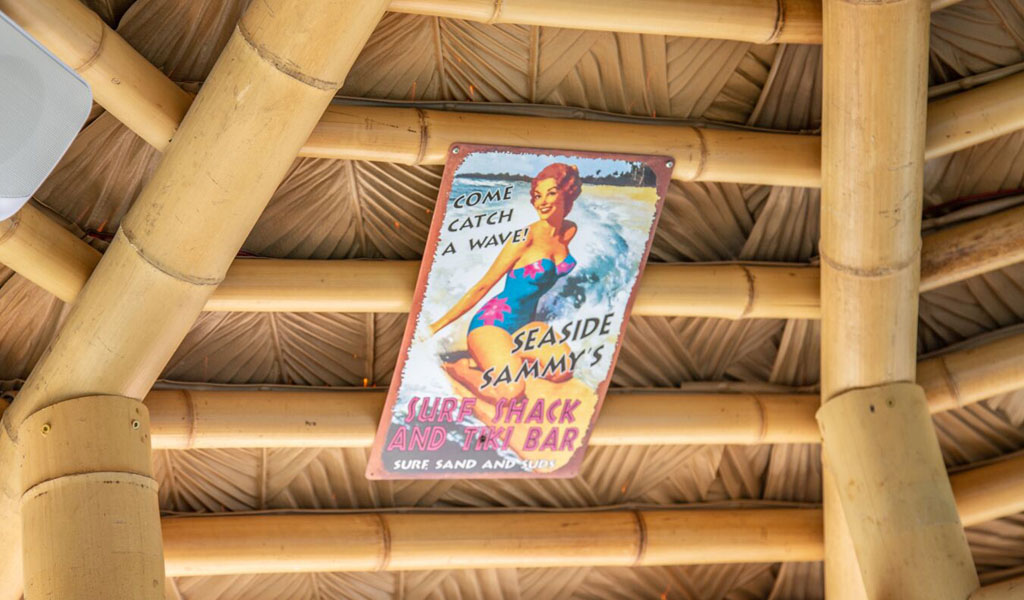 COME
CATCH
A WAVE!
SEASIDE
SAMMY'S
SURF SHACK
AND TIKI BAR
SURF, SAND AND SUDS